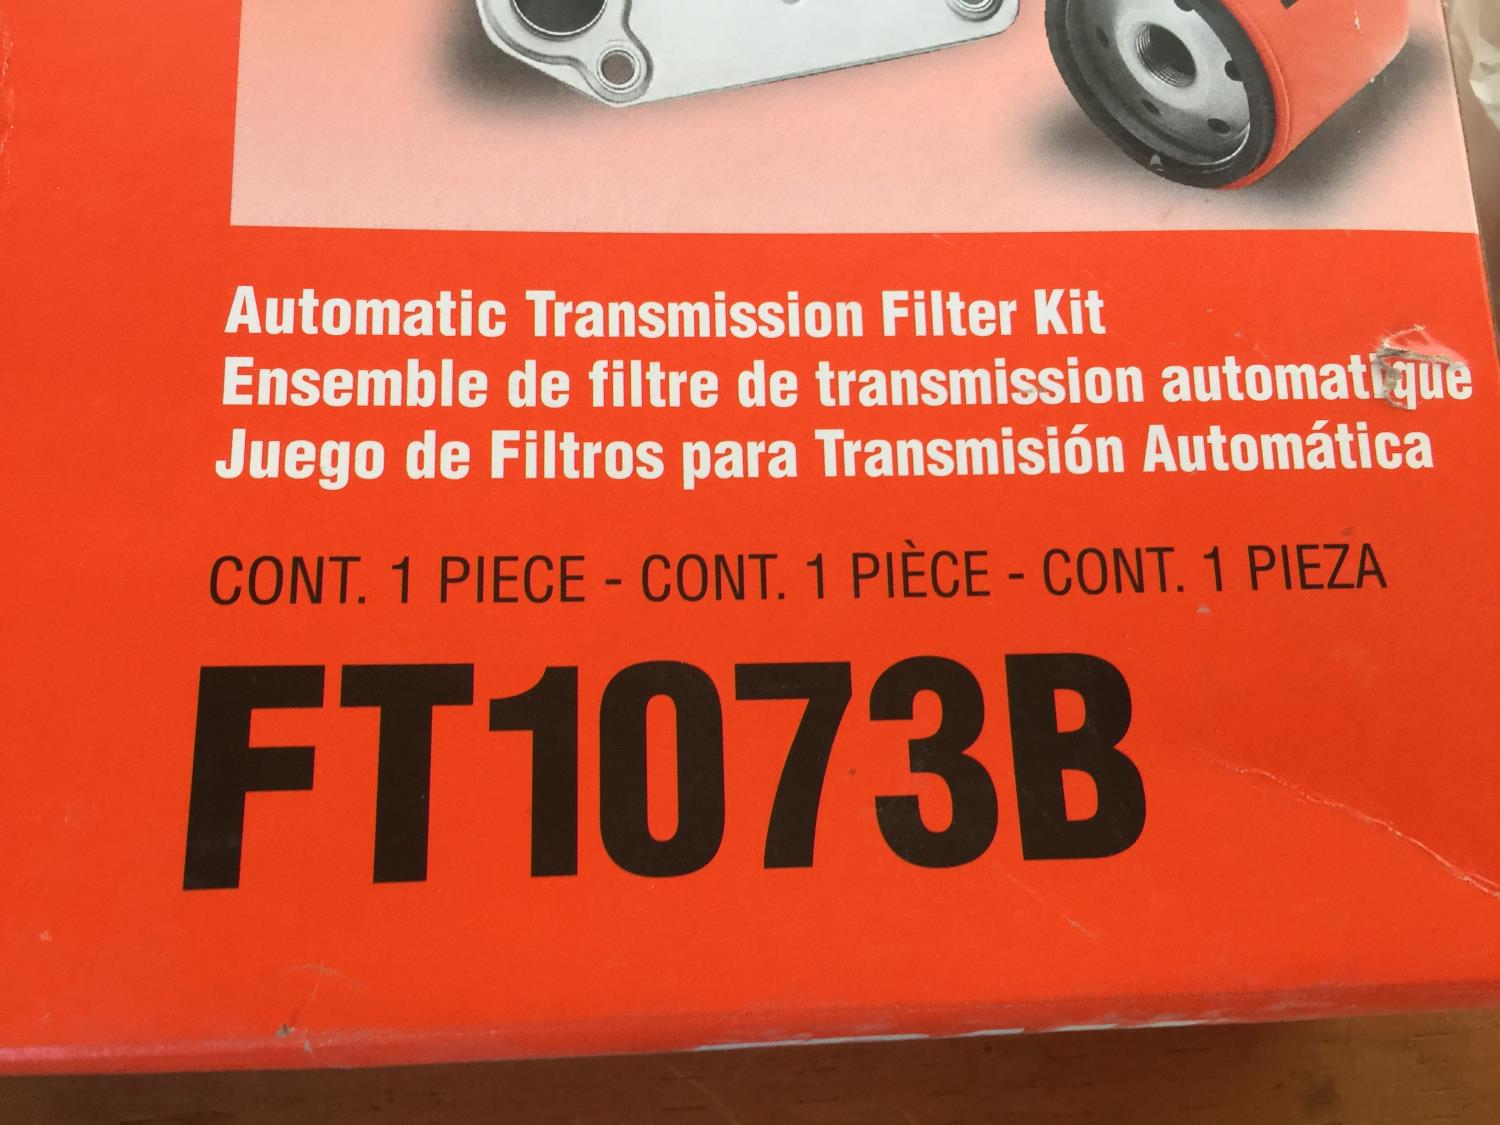 Automatic Transmission Filter Kit
Ensemble de filtre de transmission automatique
Juego de Filtros para Transmisión Automática
CONT. 1 PIECE - CONT. 1 PIÈCE - CONT. 1 PIEZA
FT1073B